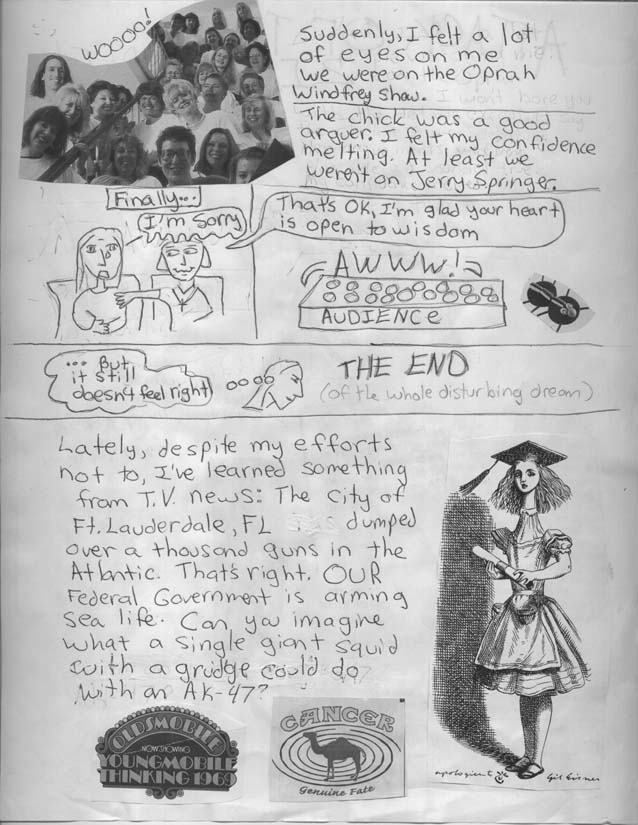 WOOOO!
Suddenly, I felt a lot
of eyes on me
we were on the Oprah
Windfrey Show.
The chick was a good
arguer. I felt my confidence
melting. At least we
weren't on Jerry Springer.
Finally...
I'm sorry
That's OK, I'm glad your heart
is open to wisdom
AWWW!
AUDIENCE
... But
it still
doesn't feel right
THE END
(of the whole disturbing dream)
Lately, despite my efforts
not to, I've learned something
from T.V. news: The City of
Ft. Lauderdale, FL dumped
over a thousand guns in the
Atlantic. That's right. OUR
Federal Government is arming
sea life. Can you imagine
what a single giant squid
with a grudge could do
with an AK-47?
OLDSMOBILE
NOW SHOWING
YOUNGMOBILE
THINKING 1969
CANCER
Genuine Fate
Gil Eisner